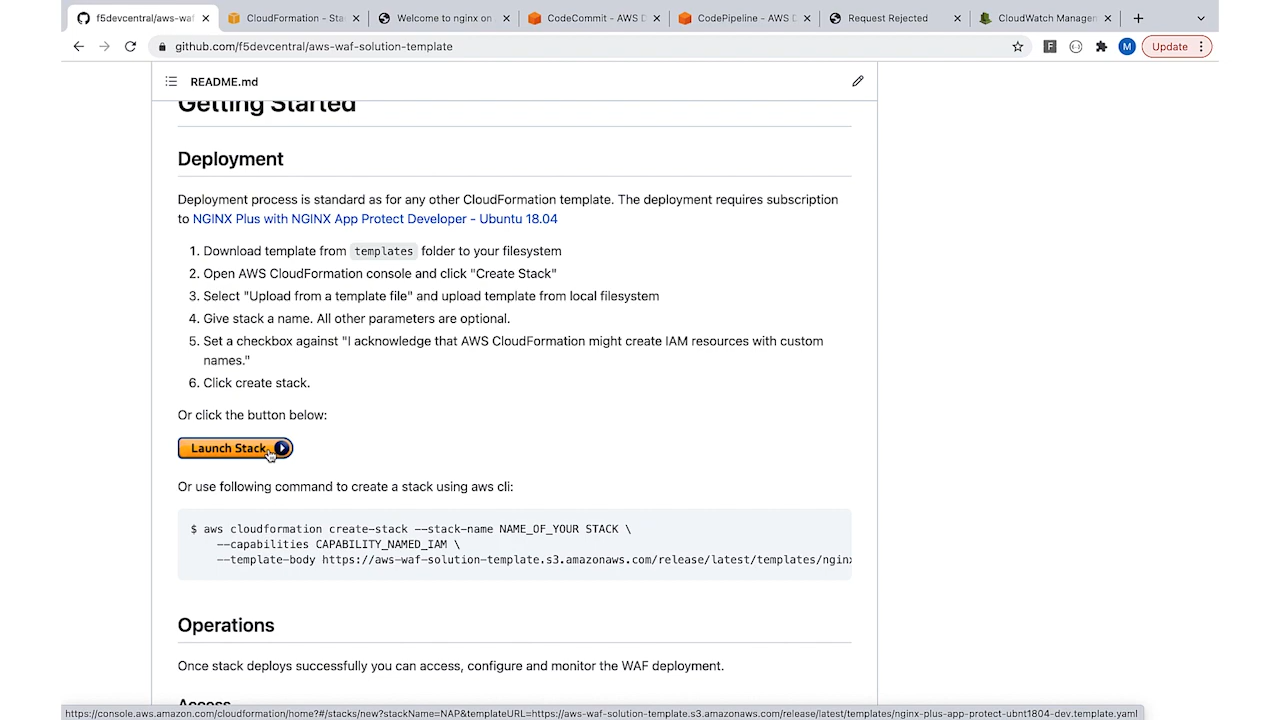 f5devcentral/aws-waf
CloudFormation - Sta
Welcome to nginx on
CodeCommit - AWS D
CodePipeline - AWS D
Request Rejected
CloudWatch Manager
github.com/f5devcentral/aws-waf-solution-template
F
M
Update
README.md
Getting Started
Deployment
Deployment process is standard as for any other CloudFormation template. The deployment requires subscription
to NGINX Plus with NGINX App Protect Developer - Ubuntu 18.04
1. Download template from templates folder to your filesystem
2. Open AWS CloudFormation console and click "Create Stack"
3. Select "Upload from a template file" and upload template from local filesystem
4. Give stack a name. All other parameters are optional.
5. Set a checkbox against "I acknowledge that AWS CloudFormation might create IAM resources with custom
names."
6. Click create stack.
Or click the button below:
Launch Stack
Or use following command to create a stack using aws cli:
$ aws cloudformation create-stack --stack-name NAME_OF_YOUR STACK \
--capabilities CAPABILITY_NAMED_IAM \
--template-body https://aws-waf-solution-template.s3.amazonaws.com/release/latest/templates/nginx
Operations
Once stack deploys successfully you can access, configure and monitor the WAF deployment.
Access
https://console.aws.amazon.com/cloudformation/home?#/stacks/new?stackName=NAP&templateURL=https://aws-waf-solution-template.s3.amazonaws.com/release/latest/templates/nginx-plus-app-protect-ubnt1804-dev.template.yaml